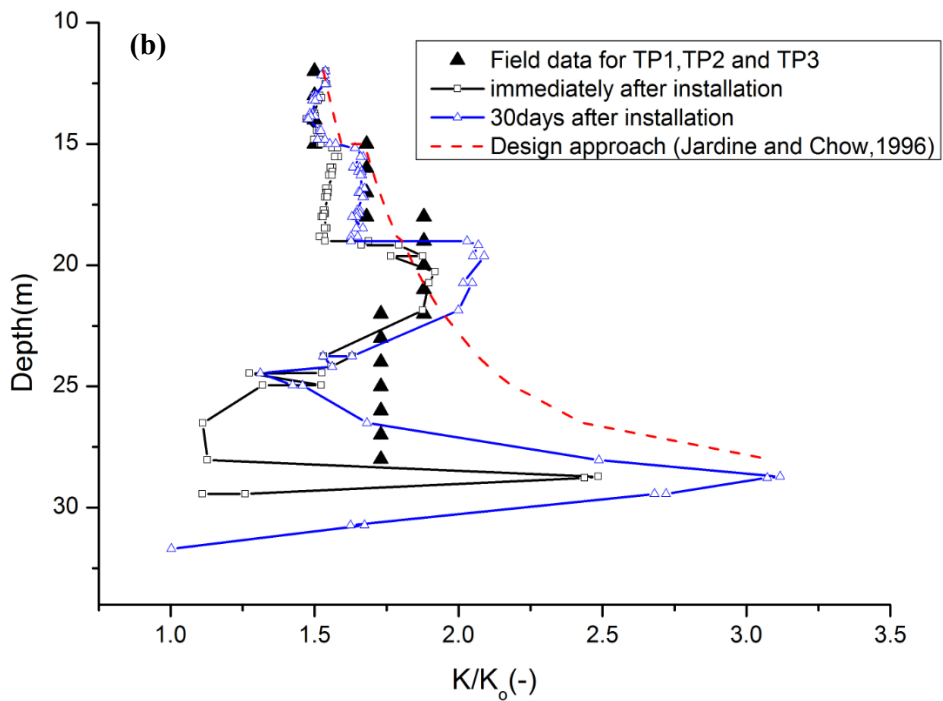 (b)
Field data for TP1,TP2 and TP3
immediately after installation
30days after installation
Design approach (Jardine and Chow,1996)
10
15
20
25
30
Depth(m)
1.0 1.5 2.0 2.5 3.0 3.5
K/Ko(-)